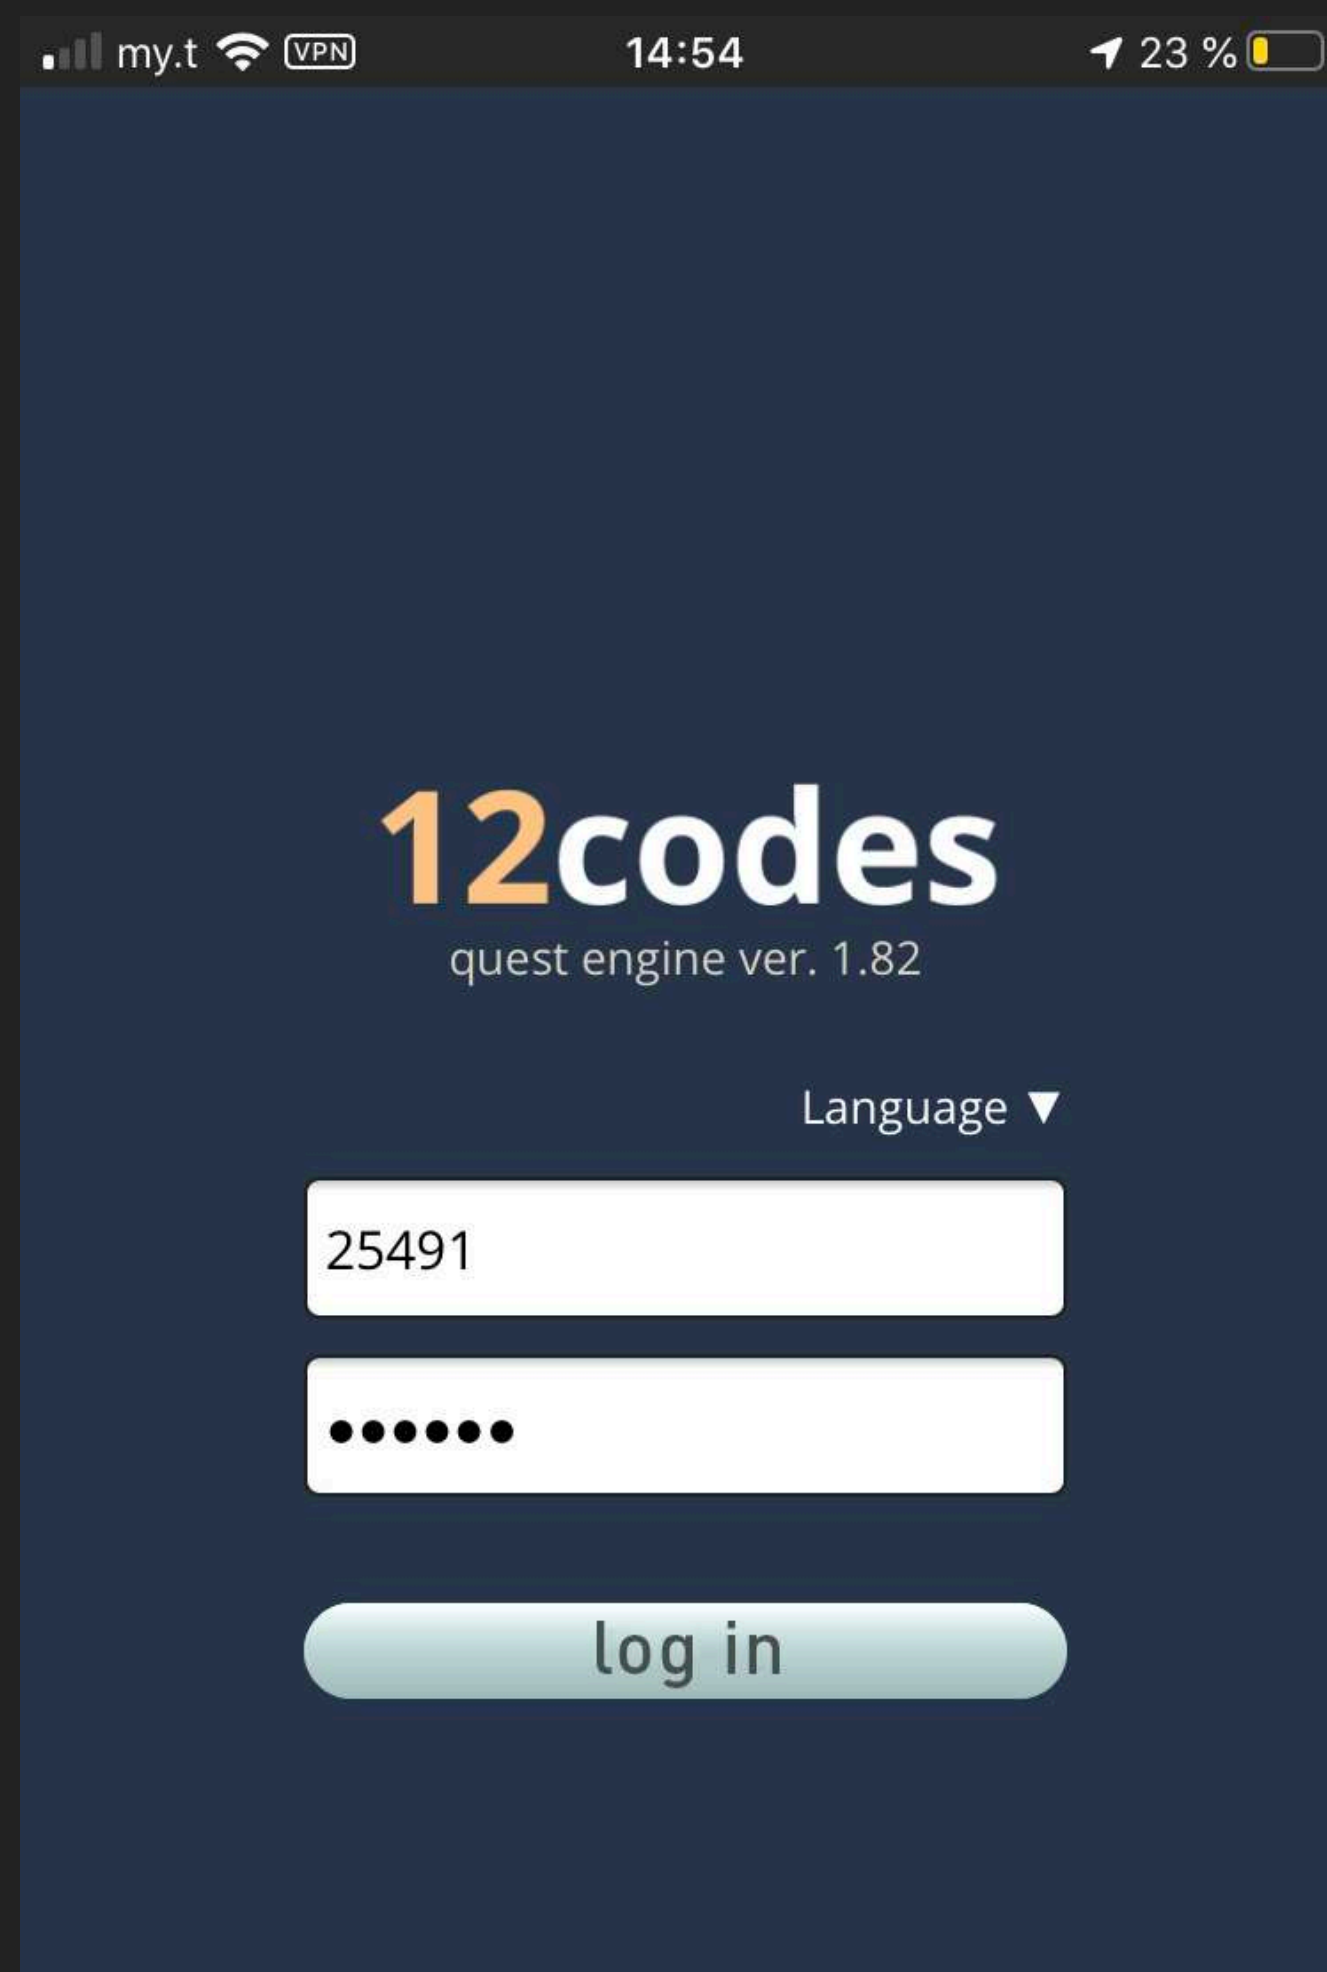 my.t VPN 14:54 23 %
12codes
quest engine ver. 1.82
Language ▼
25491
••••••
log in